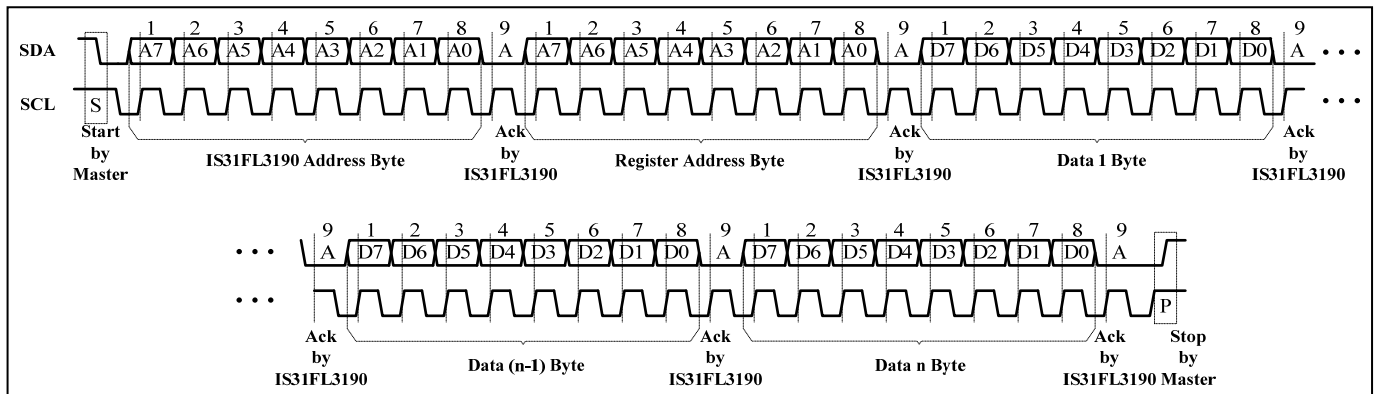 1 2 3 4 5 6 7 8 9 1 2 3 4 5 6 7 8 9 1 2 3 4 5 6 7 8 9
SDA A7 A6 A5 A4 A3 A2 A1 A0 A A7 A6 A5 A4 A3 A2 A1 A0 A D7 D6 D5 D4 D3 D2 D1 D0 A • • •
SCL S • • •
Start by Master
IS31FL3190 Address Byte
Ack by IS31FL3190
Register Address Byte
Ack by IS31FL3190
Data 1 Byte
Ack by IS31FL3190
9 1 2 3 4 5 6 7 8 9 1 2 3 4 5 6 7 8 9
• • • A D7 D6 D5 D4 D3 D2 D1 D0 A D7 D6 D5 D4 D3 D2 D1 D0 A
• • • P
Ack by IS31FL3190
Data (n-1) Byte
Ack by IS31FL3190
Data n Byte
Ack by IS31FL3190
Stop by Master